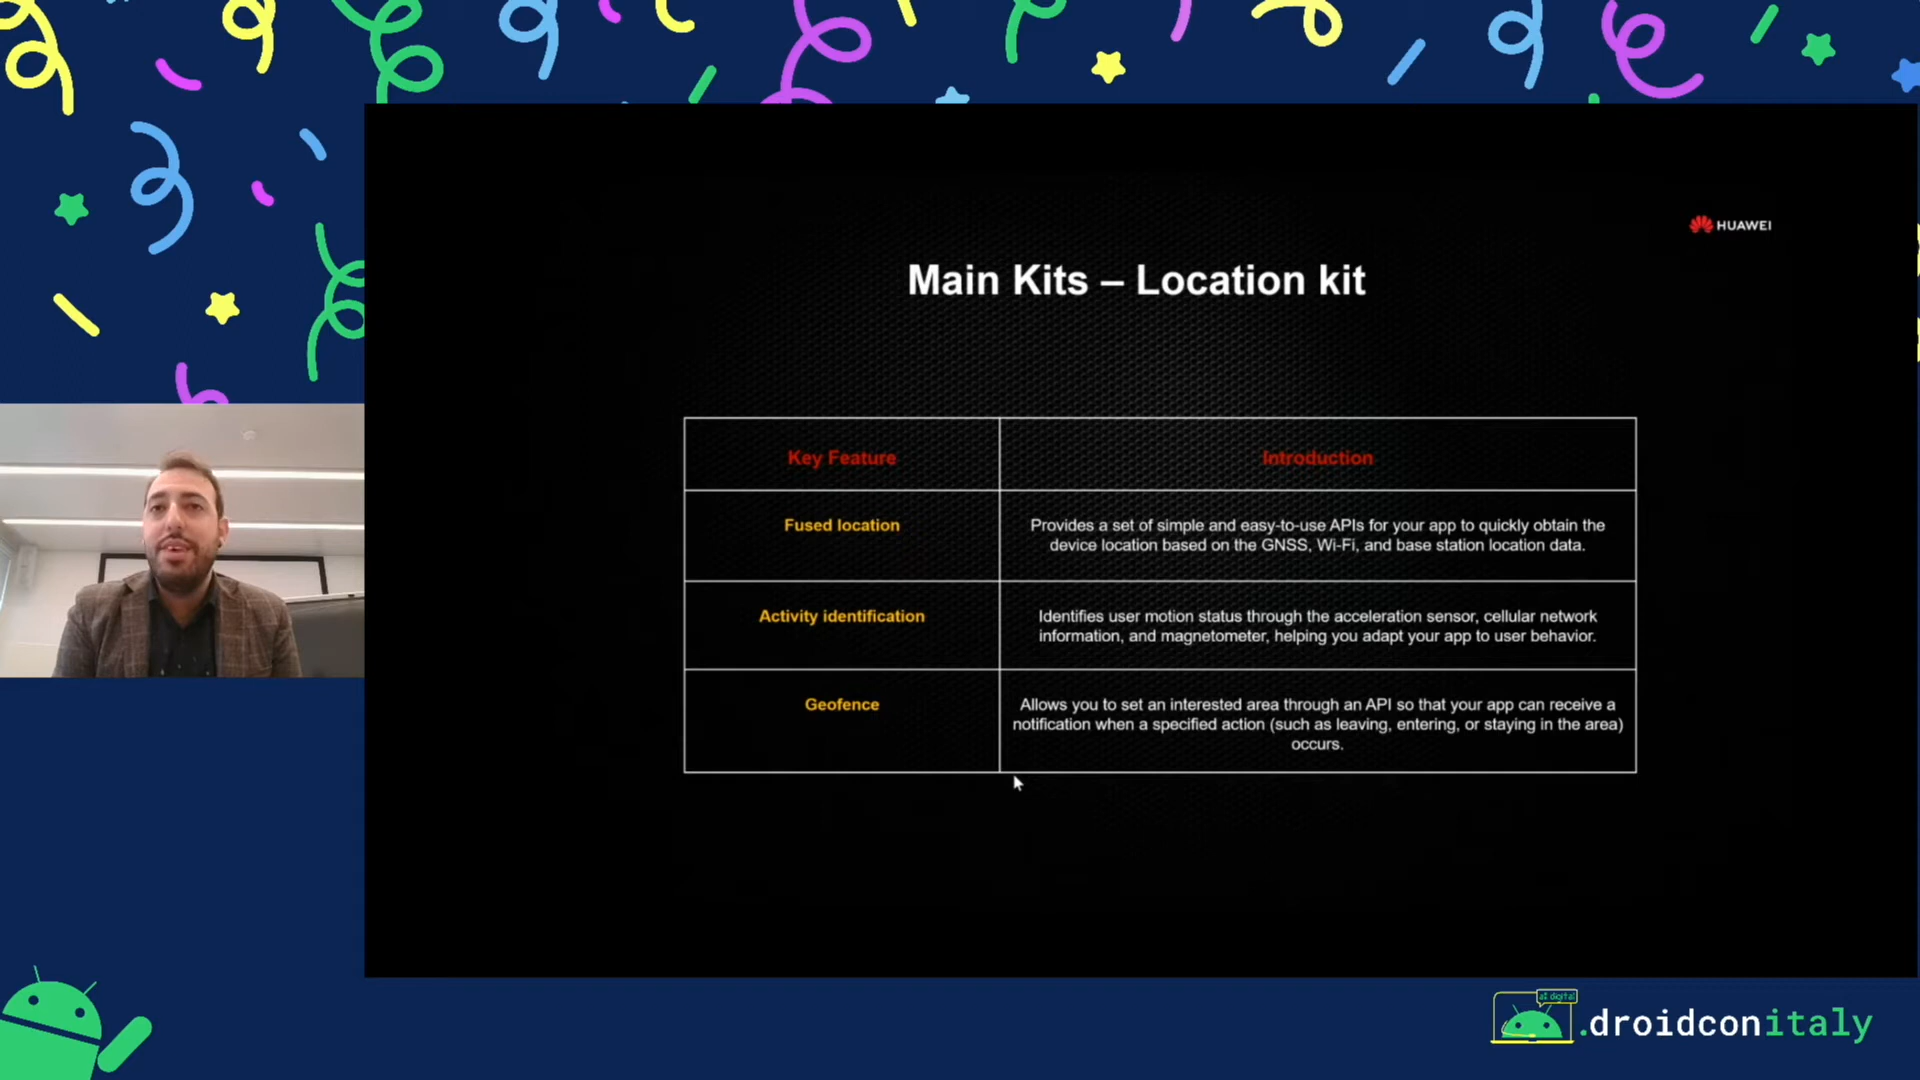 HUAWEI
Main Kits – Location kit
Key Feature
Introduction
Fused location
Provides a set of simple and easy-to-use APIs for your app to quickly obtain the
device location based on the GNSS, Wi-Fi, and base station location data.
Activity identification
Identifies user motion status through the acceleration sensor, cellular network
information, and magnetometer, helping you adapt your app to user behavior.
Geofence
Allows you to set an interested area through an API so that your app can receive a
notification when a specified action (such as leaving, entering, or staying in the area)
occurs.
all digital
.droidconitaly